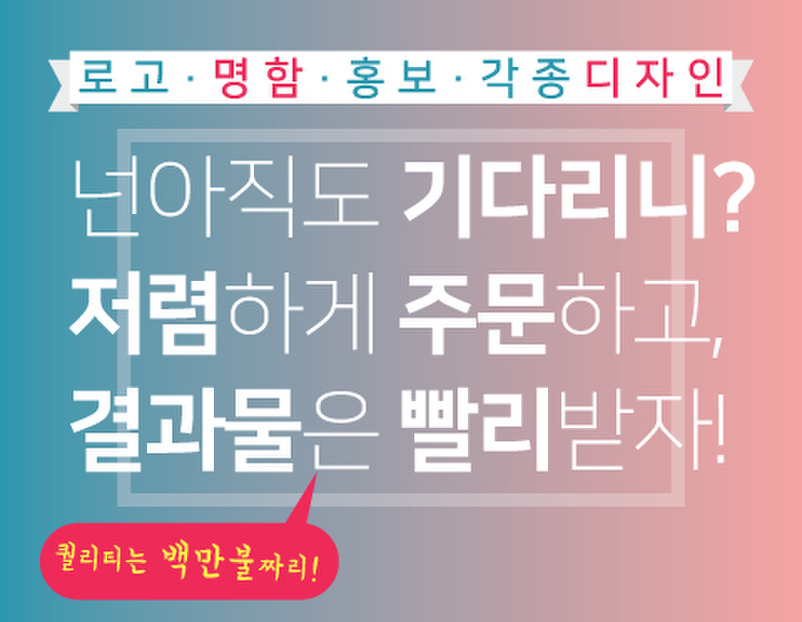 로고·명함·홍보·각종디자인
넌아직도 기다리니?
저렴하게 주문하고,
결과물은 빨리받자!
퀄리티는 백만불짜리!